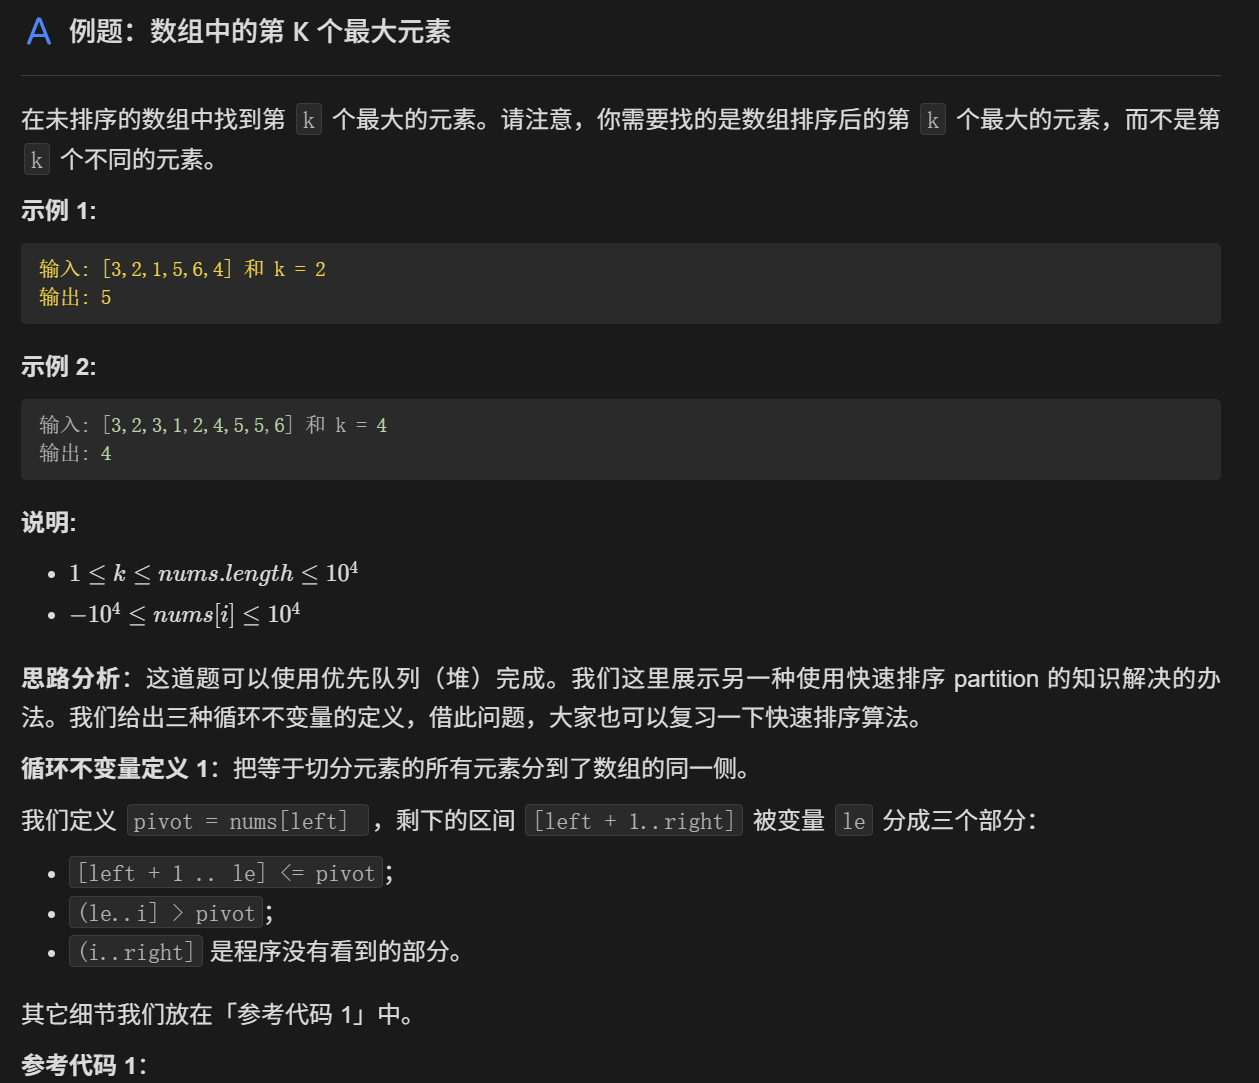 A 例题：数组中的第 K 个最大元素
在未排序的数组中找到第 k 个最大的元素。请注意，你需要找的是数组排序后的第 k 个最大的元素，而不是第
k 个不同的元素。
示例 1:
输入: [3,2,1,5,6,4] 和 k = 2
输出: 5
示例 2:
输入: [3,2,3,1,2,4,5,5,6] 和 k = 4
输出: 4
说明:
• 1 ≤ k ≤ nums.length ≤ 10⁴
• −10⁴ ≤ nums[i] ≤ 10⁴
思路分析：这道题可以使用优先队列（堆）完成。我们这里展示另一种使用快速排序 partition 的知识解决的办
法。我们给出三种循环不变量的定义，借此问题，大家也可以复习一下快速排序算法。
循环不变量定义 1：把等于切分元素的所有元素分到了数组的同一侧。
我们定义 pivot = nums[left] ，剩下的区间 [left + 1..right] 被变量 le 分成三个部分：
• [left + 1 .. le] <= pivot；
• (le..i] > pivot；
• (i..right] 是程序没有看到的部分。
其它细节我们放在「参考代码 1」中。
参考代码 1：